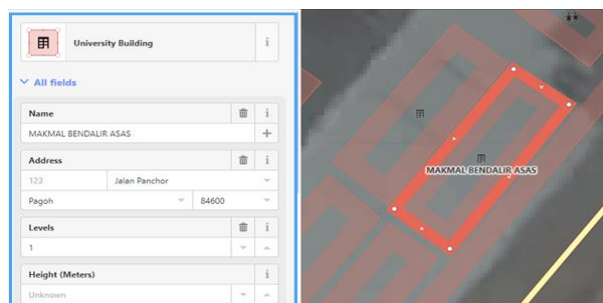 University Building
i
All fields
Name
i
MAKMAL BENDALIR ASAS
+
Address
i
123
Jalan Panchor
Pagoh
84600
Levels
i
1
Height (Meters)
i
Unknown
MAKMAL BENDALIR ASAS